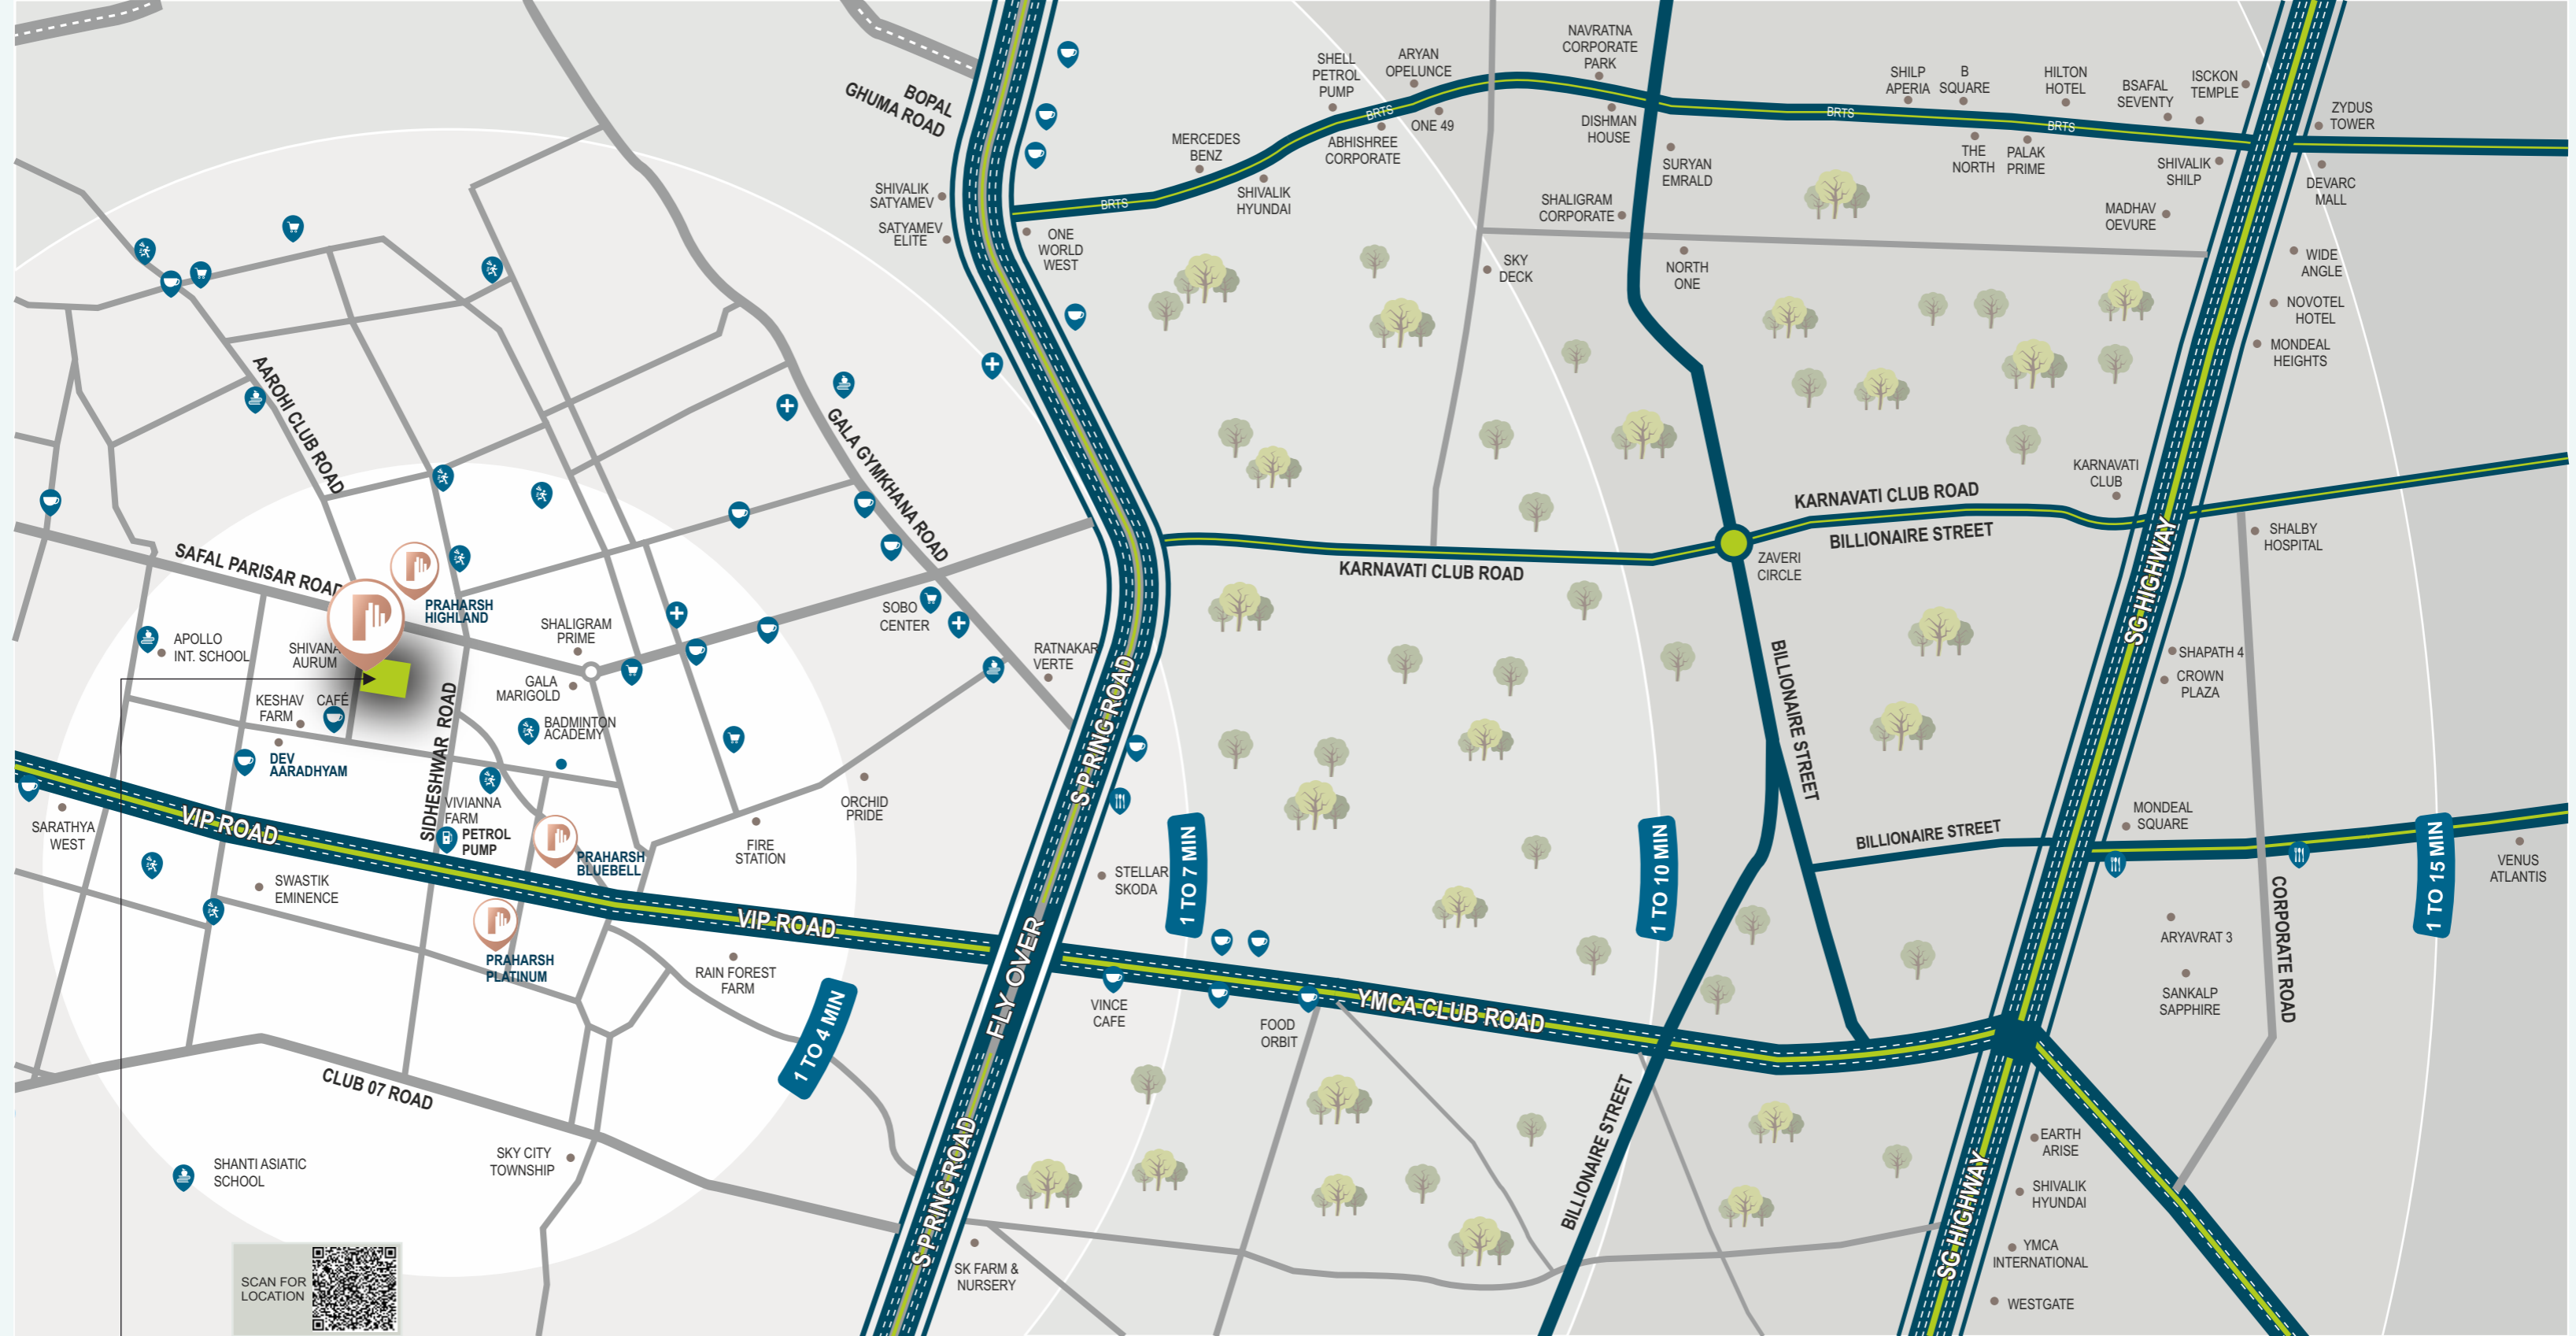 BOPAL
GHUMA ROAD
SHELL
PETROL
PUMP
ARYAN
OPELUNCE
NAVRATNA
CORPORATE
PARK
SHILP
APERIA
B
SQUARE
HILTON
HOTEL
BSAFAL
SEVENTY
ISCKON
TEMPLE
ZYDUS
TOWER
BRTS
BRTS
BRTS
BRTS
MERCEDES
BENZ
SHIVALIK
HYUNDAI
ABHISHREE
CORPORATE
ONE 49
DISHMAN
HOUSE
SURYAN
EMRALD
THE
NORTH
PALAK
PRIME
SHIVALIK
SHILP
DEVARC
MALL
SHIVALIK
SATYAMEV
SATYAMEV
ELITE
ONE
WORLD
WEST
SHALIGRAM
CORPORATE
MADHAV
OEVURE
SKY
DECK
NORTH
ONE
WIDE
ANGLE
NOVOTEL
HOTEL
MONDEAL
HEIGHTS
AAROHI CLUB ROAD
GALA GYMKHANA ROAD
KARNAVATI
CLUB
KARNAVATI CLUB ROAD
BILLIONAIRE STREET
KARNAVATI CLUB ROAD
ZAVERI
CIRCLE
SG HIGHWAY
SHALBY
HOSPITAL
SAFAL PARISAR ROAD
PRAHARSH
HIGHLAND
SHALIGRAM
PRIME
SOBO
CENTER
APOLLO
INT. SCHOOL
SHIVANA
AURUM
RATNAKAR
VERTE
GALA
MARIGOLD
KESHAV
FARM
CAFÉ
BADMINTON
ACADEMY
DEV
AARADHYAM
SIDHESHWAR ROAD
S P RING ROAD
BILLIONAIRE STREET
SHAPATH 4
CROWN
PLAZA
SARATHYA
WEST
VIP ROAD
VIVIANNA
FARM
PETROL
PUMP
PRAHARSH
BLUEBELL
ORCHID
PRIDE
FIRE
STATION
STELLAR
SKODA
1 TO 7 MIN
1 TO 10 MIN
BILLIONAIRE STREET
MONDEAL
SQUARE
1 TO 15 MIN
VENUS
ATLANTIS
SWASTIK
EMINENCE
VIP ROAD
PRAHARSH
PLATINUM
RAIN FOREST
FARM
FLY OVER
CORPORATE ROAD
ARYAVRAT 3
SANKALP
SAPPHIRE
1 TO 4 MIN
VINCE
CAFE
FOOD
ORBIT
YMCA CLUB ROAD
CLUB 07 ROAD
SKY CITY
TOWNSHIP
SHANTI ASIATIC
SCHOOL
S P RING ROAD
BILLIONAIRE STREET
SG HIGHWAY
EARTH
ARISE
SHIVALIK
HYUNDAI
YMCA
INTERNATIONAL
WESTGATE
SK FARM &
NURSERY
SCAN FOR
LOCATION